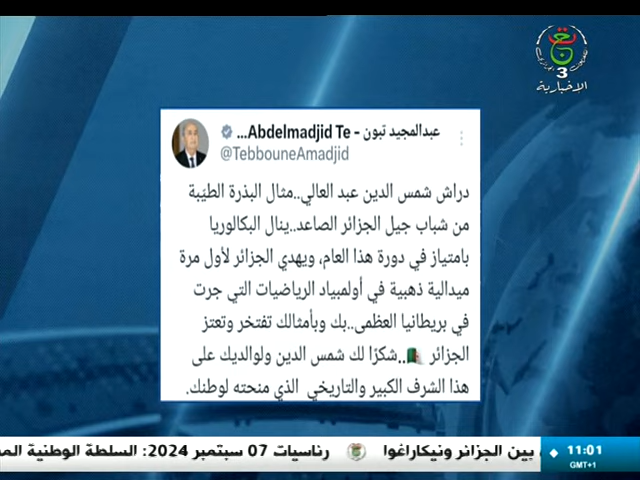 3
الإخبارية
عبدالمجيد تبون - Abdelmadjid Te...
@TebbouneAmadjid
دراش شمس الدين عبد العالي..مثال البذرة الطيّبة
من شباب جيل الجزائر الصاعد..ينال البكالوريا
بامتياز في دورة هذا العام، ويهدي الجزائر لأول مرة
ميدالية ذهبية في أولمبياد الرياضيات التي جرت
في بريطانيا العظمى..بك وبأمثالك تفتخر وتعتز
الجزائر 🇩🇿..شكرًا لك شمس الدين ولوالديك على
هذا الشرف الكبير والتاريخي الذي منحته لوطنك.
بين الجزائر ونيكاراغوا رئاسيات 07 سبتمبر 2024: السلطة الوطنية
11:01
GMT+1